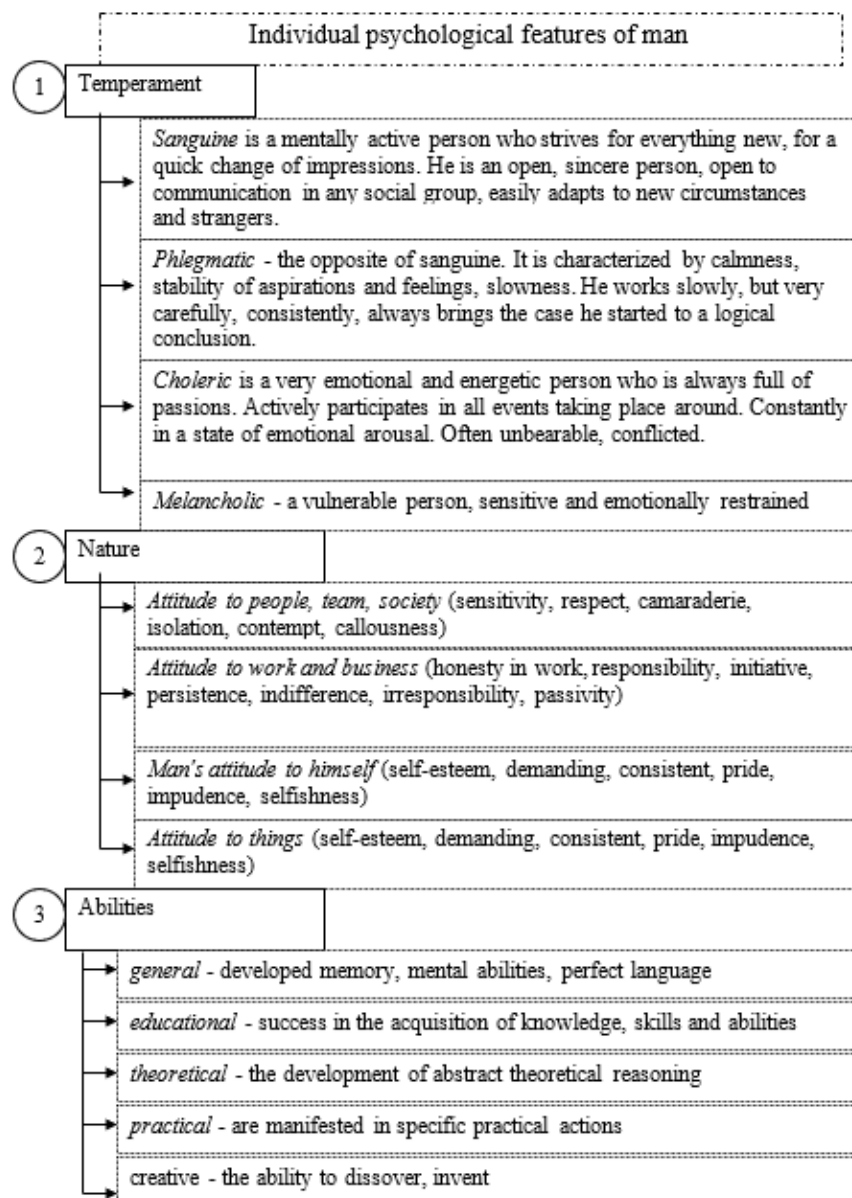 Individual psychological features of man
1
Temperament
Sanguine is a mentally active person who strives for everything new, for a
quick change of impressions. He is an open, sincere person, open to
communication in any social group, easily adapts to new circumstances
and strangers.
Phlegmatic - the opposite of sanguine. It is characterized by calmness,
stability of aspirations and feelings, slowness. He works slowly, but very
carefully, consistently, always brings the case he started to a logical
conclusion.
Choleric is a very emotional and energetic person who is always full of
passions. Actively participates in all events taking place around. Constantly
in a state of emotional arousal. Often unbearable, conflicted.
Melancholic - a vulnerable person, sensitive and emotionally restrained
2
Nature
Attitude to people, team, society (sensitivity, respect, camaraderie,
isolation, contempt, callousness)
Attitude to work and business (honesty in work, responsibility, initiative,
persistence, indifference, irresponsibility, passivity)
Man's attitude to himself (self-esteem, demanding, consistent, pride,
impudence, selfishness)
Attitude to things (self-esteem, demanding, consistent, pride, impudence,
selfishness)
3
Abilities
general - developed memory, mental abilities, perfect language
educational - success in the acquisition of knowledge, skills and abilities
theoretical - the development of abstract theoretical reasoning
practical - are manifested in specific practical actions
creative - the ability to dissover, invent